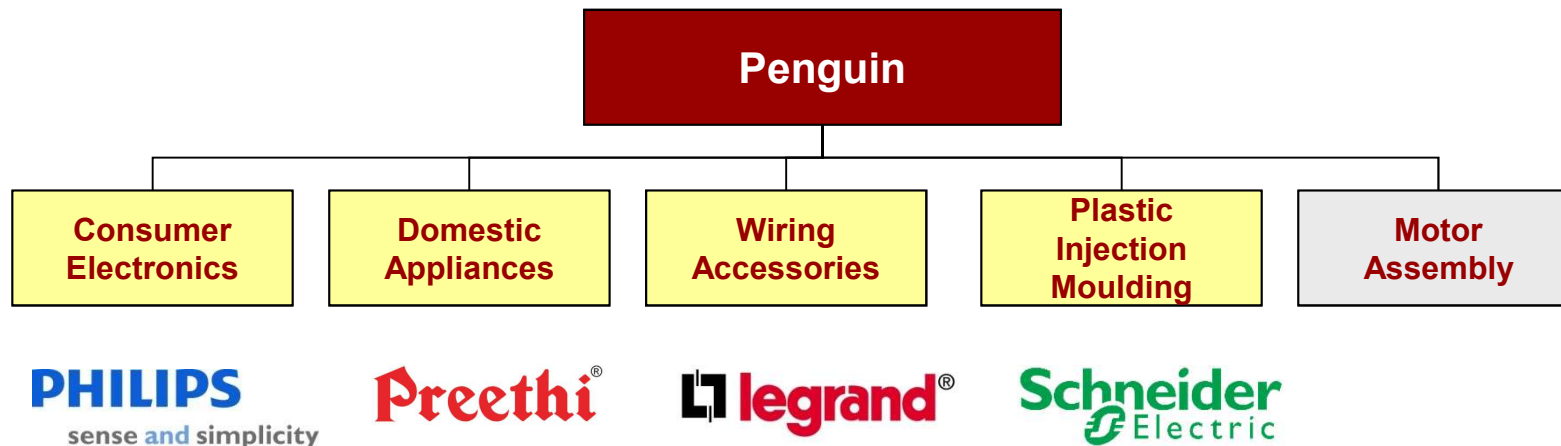 Penguin
Consumer
Electronics
Domestic
Appliances
Wiring
Accessories
Plastic
Injection
Moulding
Motor
Assembly
PHILIPS
sense and simplicity
Preethi®
legrand®
Schneider
Electric